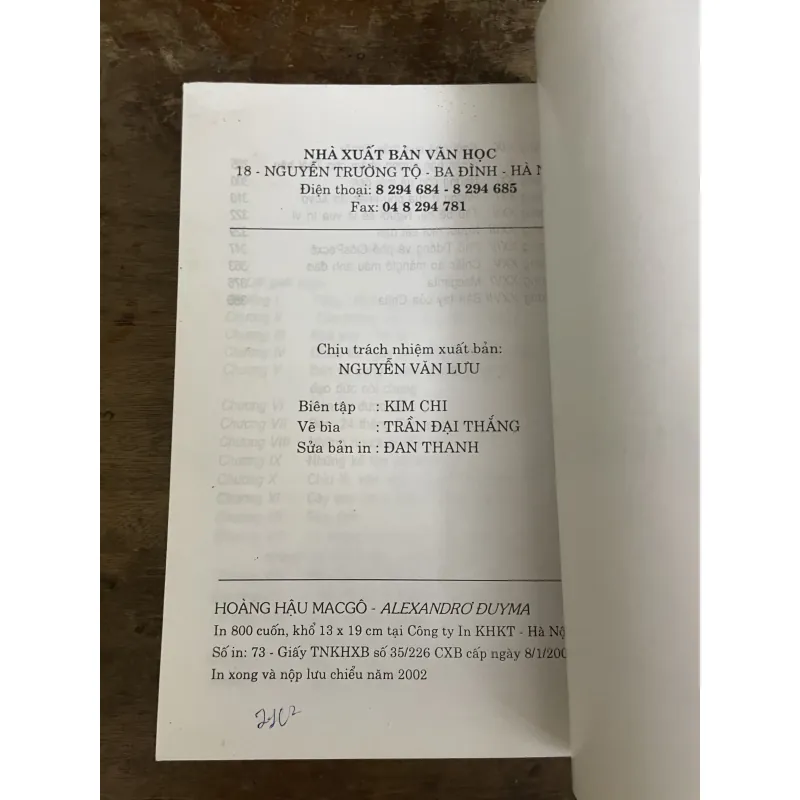 NHÀ XUẤT BẢN VĂN HỌC
18 - NGUYỄN TRƯỜNG TỘ - BA ĐÌNH - HÀ N
Điện thoại: 8 294 684 - 8 294 685
Fax: 04 8 294 781
Chịu trách nhiệm xuất bản:
NGUYỄN VĂN LƯU
Biên tập : KIM CHI
Vẽ bìa : TRẦN ĐẠI THẮNG
Sửa bản in : ĐAN THANH
HOÀNG HẬU MACGÔ - ALEXANDRƠ ĐUYMA
In 800 cuốn, khổ 13 x 19 cm tại Công ty In KHKT - Hà Nộ
Số in: 73 - Giấy TNKHXB số 35/226 CXB cấp ngày 8/1/200
In xong và nộp lưu chiểu năm 2002